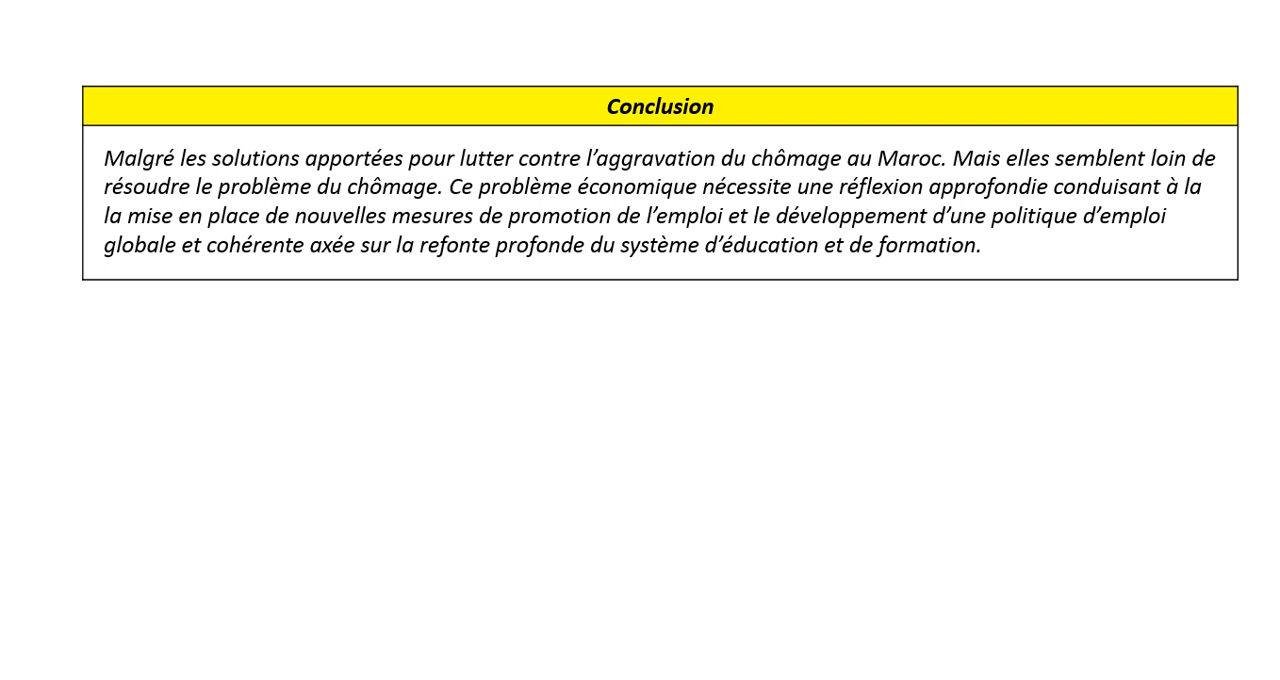 Conclusion
Malgré les solutions apportées pour lutter contre l’aggravation du chômage au Maroc. Mais elles semblent loin de
résoudre le problème du chômage. Ce problème économique nécessite une réflexion approfondie conduisant à la
la mise en place de nouvelles mesures de promotion de l’emploi et le développement d’une politique d’emploi
globale et cohérente axée sur la refonte profonde du système d’éducation et de formation.